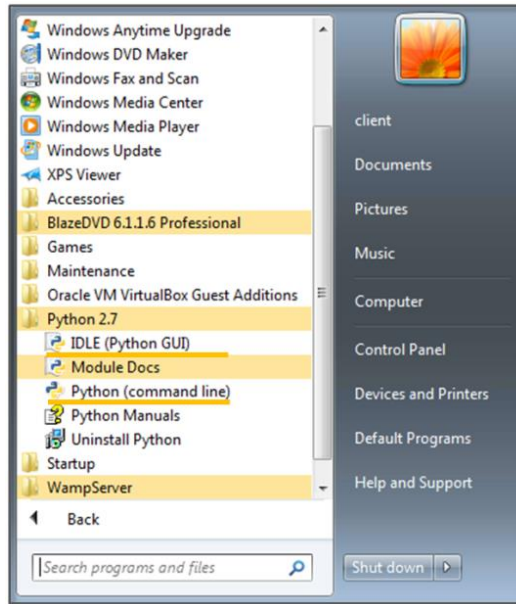 Windows Anytime Upgrade
Windows DVD Maker
Windows Fax and Scan
Windows Media Center
Windows Media Player
Windows Update
XPS Viewer
Accessories
BlazeDVD 6.1.1.6 Professional
Games
Maintenance
Oracle VM VirtualBox Guest Additions
Python 2.7
IDLE (Python GUI)
Module Docs
Python (command line)
Python Manuals
Uninstall Python
Startup
WampServer
Back
Search programs and files
client
Documents
Pictures
Music
Computer
Control Panel
Devices and Printers
Default Programs
Help and Support
Shut down